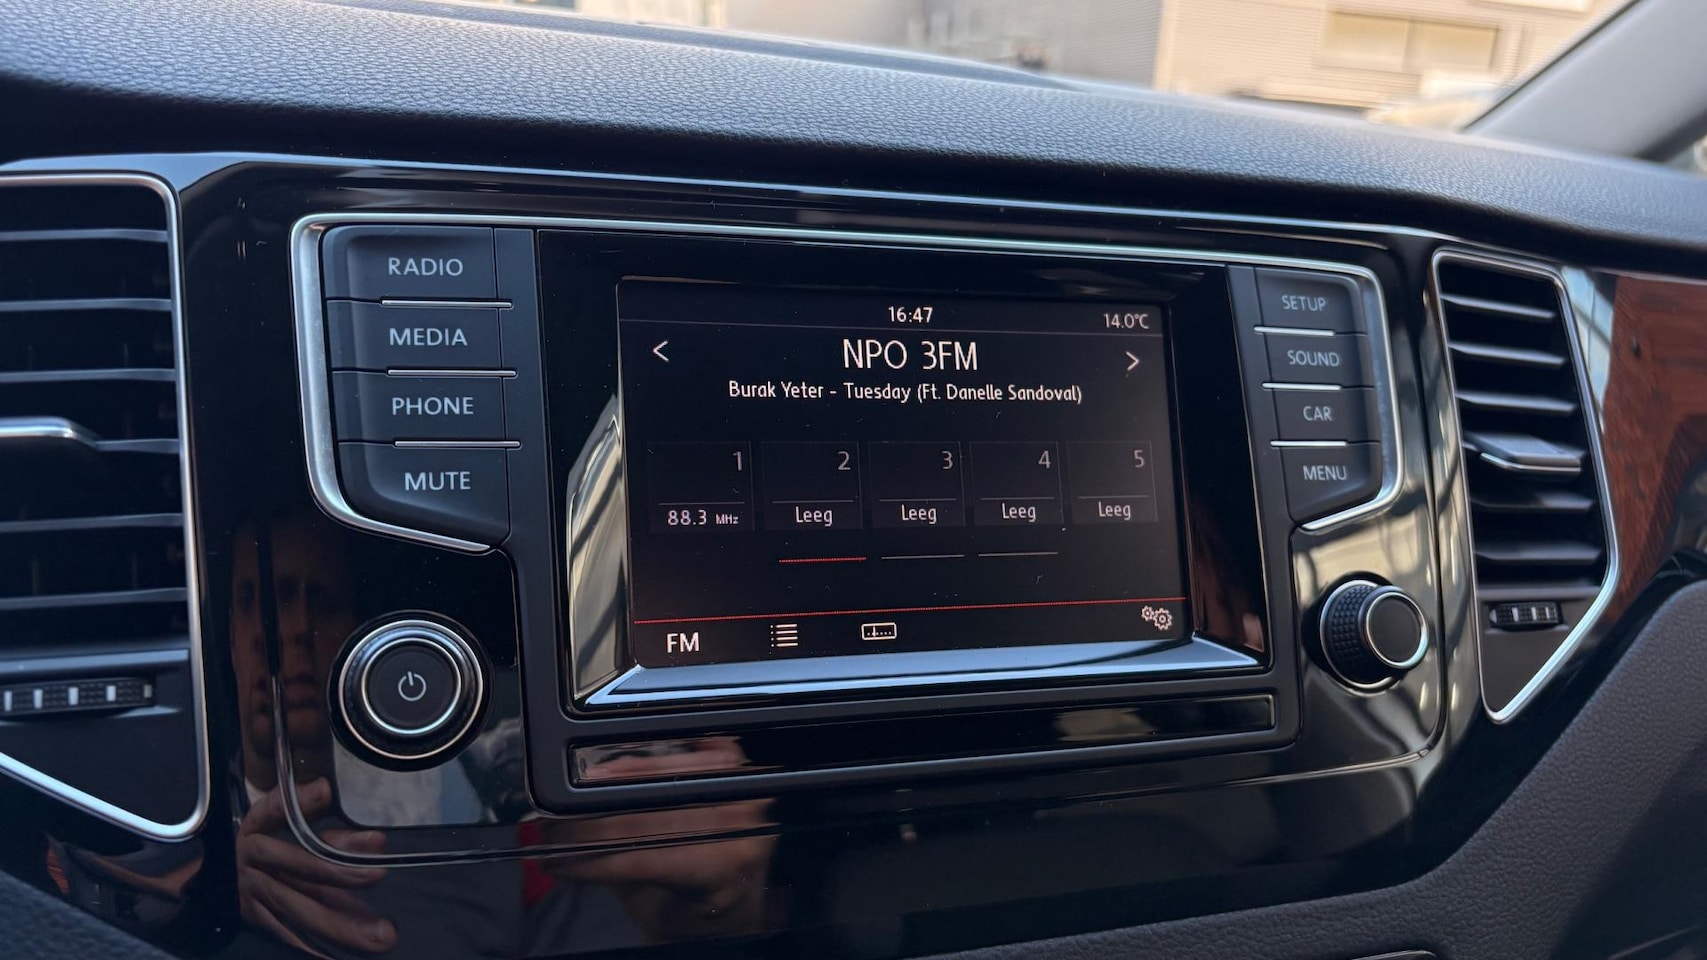 RADIO
MEDIA
PHONE
MUTE
16:47
14.0°C
< NPO 3FM >
Burak Yeter - Tuesday (Ft. Danelle Sandoval)
1 2 3 4 5
88.3 MHz Leeg Leeg Leeg Leeg
FM
SETUP
SOUND
CAR
MENU